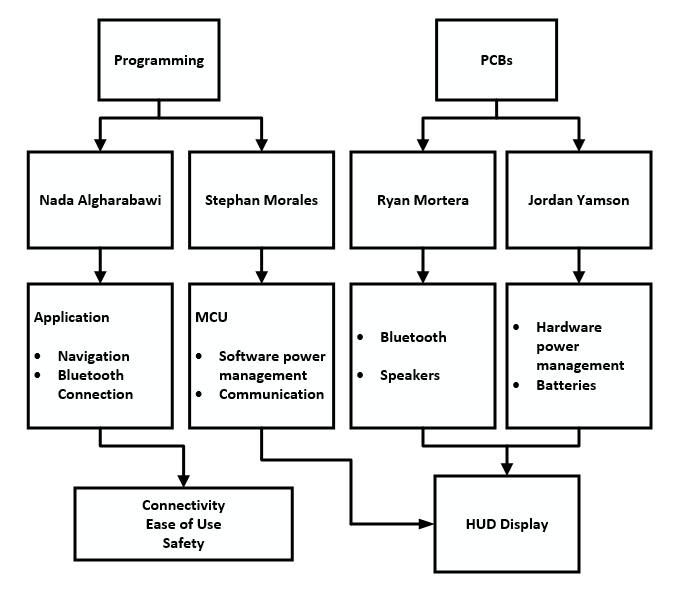 Programming
PCBs
Nada Algharabawi
Stephan Morales
Ryan Mortera
Jordan Yamson
Application
• Navigation
• Bluetooth
Connection
MCU
• Software power
management
• Communication
• Bluetooth
• Speakers
• Hardware
power
management
• Batteries
Connectivity
Ease of Use
Safety
HUD Display